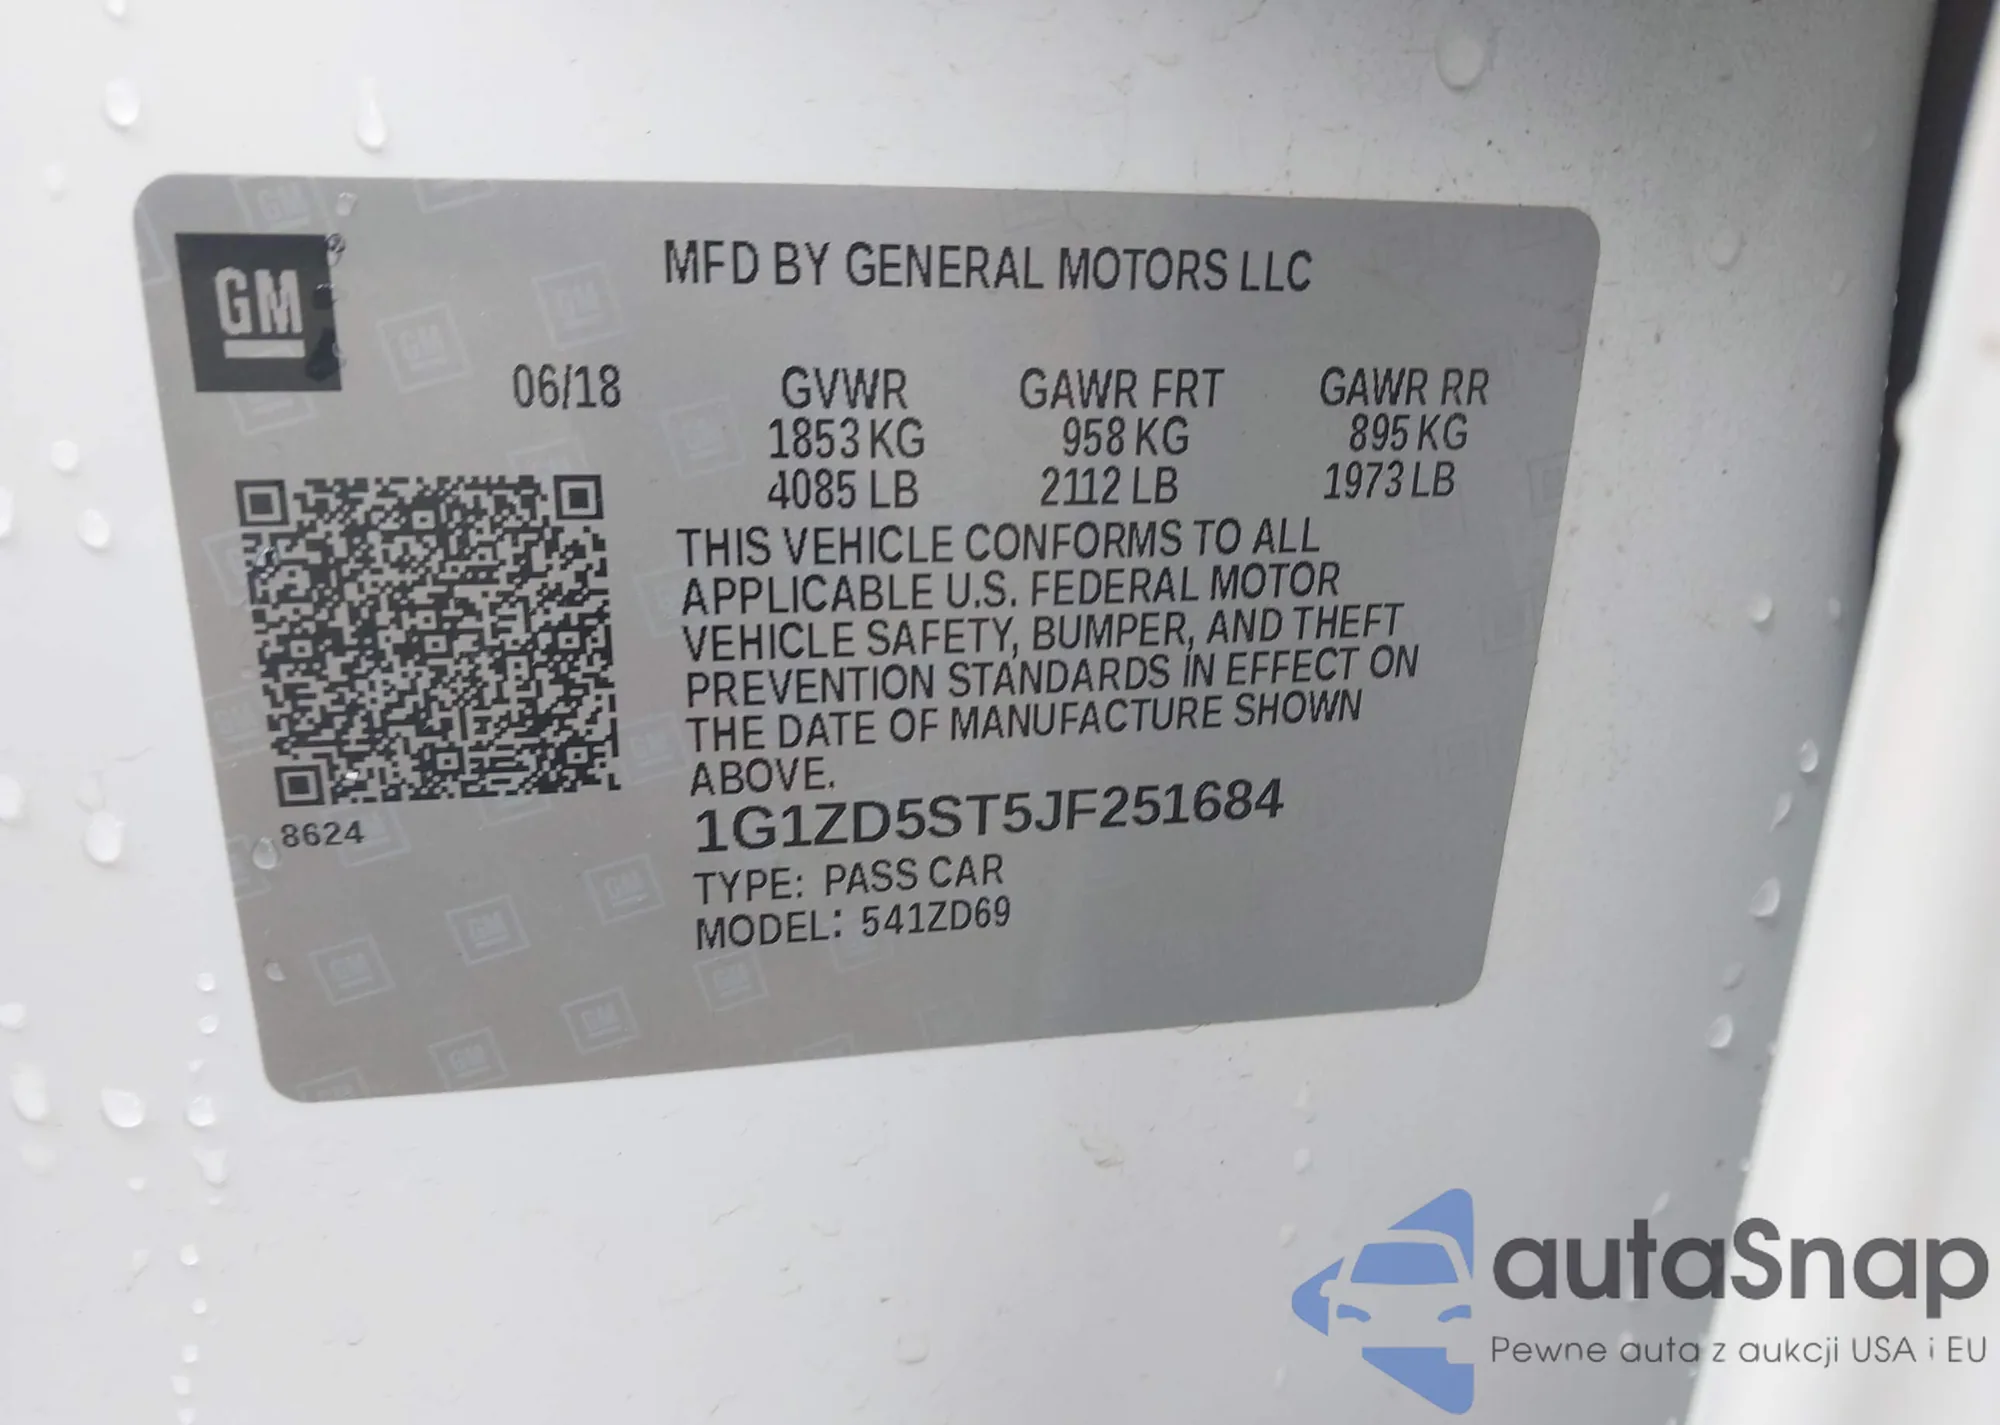 GM
MFD BY GENERAL MOTORS LLC
06/18 GVWR GAWR FRT GAWR RR
1853 KG 958 KG 895 KG
4085 LB 2112 LB 1973 LB
THIS VEHICLE CONFORMS TO ALL
APPLICABLE U.S. FEDERAL MOTOR
VEHICLE SAFETY, BUMPER, AND THEFT
PREVENTION STANDARDS IN EFFECT ON
THE DATE OF MANUFACTURE SHOWN
ABOVE.
8624
1G1ZD5ST5JF251684
TYPE: PASS CAR
MODEL: 541ZD69
autaSnap
Pewne auta z aukcji USA i EU